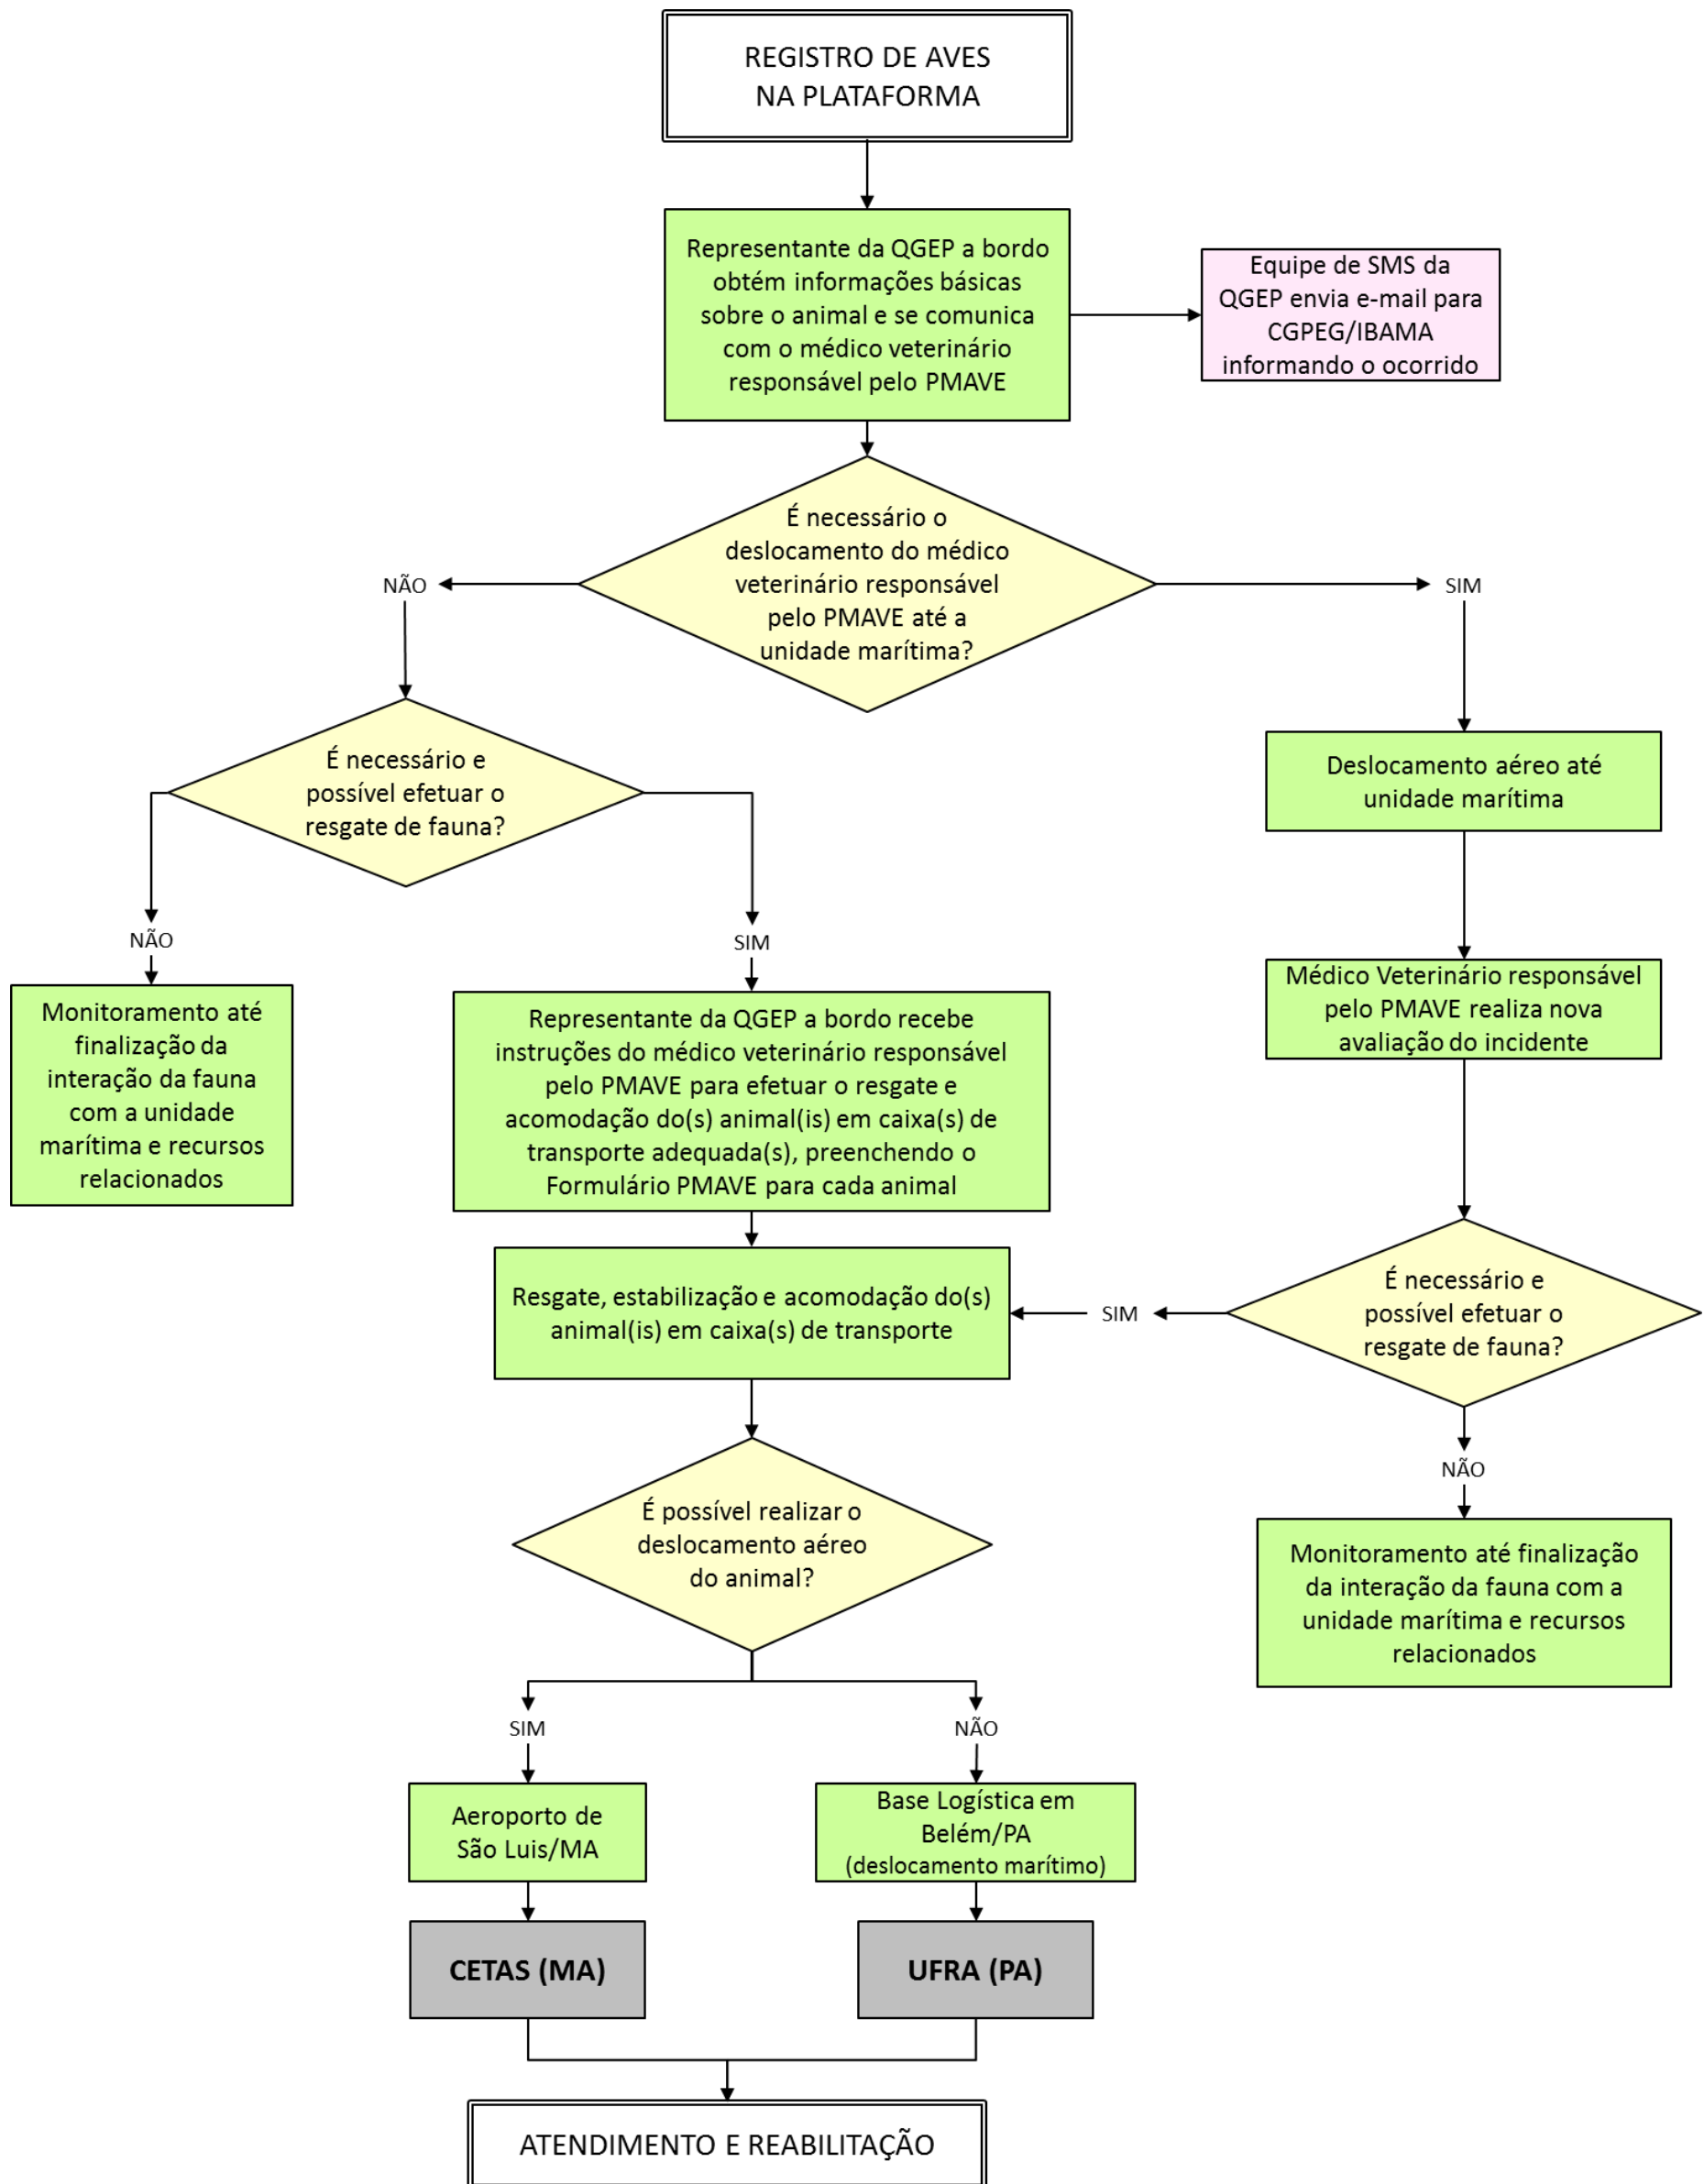 REGISTRO DE AVES
NA PLATAFORMA
Representante da QGEP a bordo
obtém informações básicas
sobre o animal e se comunica
com o médico veterinário
responsável pelo PMAVE
Equipe de SMS da
QGEP envia e-mail para
CGPEG/IBAMA
informando o ocorrido
É necessário o
deslocamento do médico
veterinário responsável
pelo PMAVE até a
unidade marítima?
NÃO
SIM
É necessário e
possível efetuar o
resgate de fauna?
Deslocamento aéreo até
unidade marítima
NÃO
SIM
Monitoramento até
finalização da
interação da fauna
com a unidade
marítima e recursos
relacionados
Representante da QGEP a bordo recebe
instruções do médico veterinário responsável
pelo PMAVE para efetuar o resgate e
acomodação do(s) animal(is) em caixa(s) de
transporte adequada(s), preenchendo o
Formulário PMAVE para cada animal
Médico Veterinário responsável
pelo PMAVE realiza nova
avaliação do incidente
Resgate, estabilização e acomodação do(s)
animal(is) em caixa(s) de transporte
SIM
É necessário e
possível efetuar o
resgate de fauna?
NÃO
Monitoramento até finalização
da interação da fauna com a
unidade marítima e recursos
relacionados
É possível realizar o
deslocamento aéreo
do animal?
SIM
NÃO
Aeroporto de
São Luis/MA
Base Logística em
Belém/PA
(deslocamento marítimo)
CETAS (MA)
UFRA (PA)
ATENDIMENTO E REABILITAÇÃO